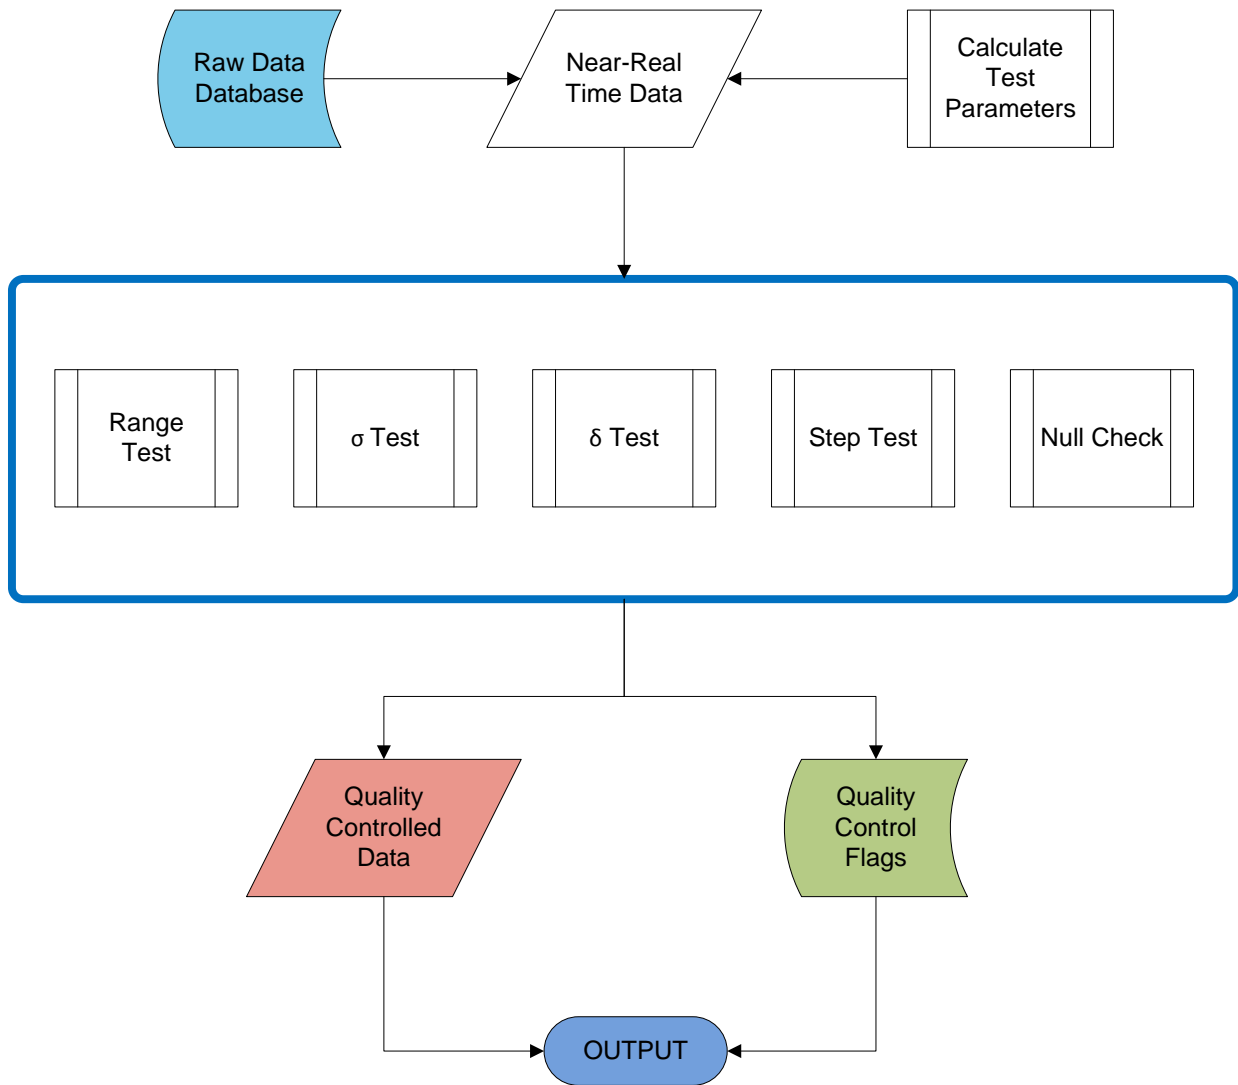 Raw Data
Database
Near-Real
Time Data
Calculate
Test
Parameters
Range
Test
σ Test
δ Test
Step Test
Null Check
Quality
Controlled
Data
Quality
Control
Flags
OUTPUT